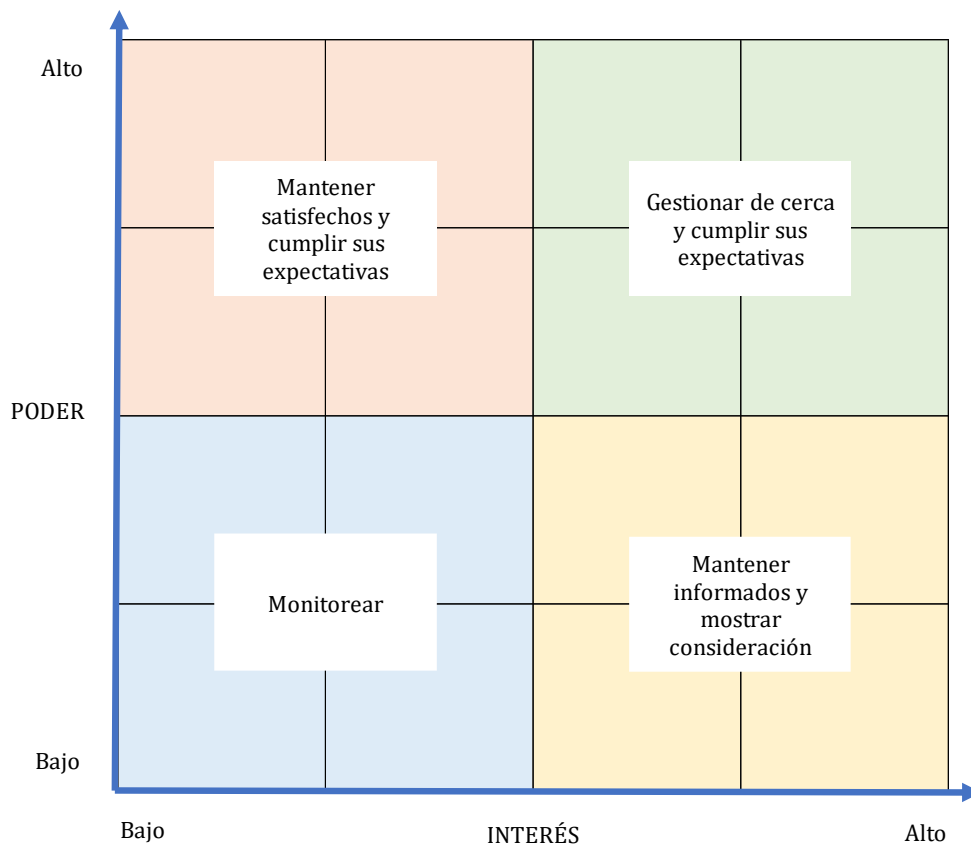 Alto
Mantener
satisfechos y
cumplir sus
expectativas
Gestionar de cerca
y cumplir sus
expectativas
PODER
Monitorear
Mantener
informados y
mostrar
consideración
Bajo
Bajo
INTERÉS
Alto